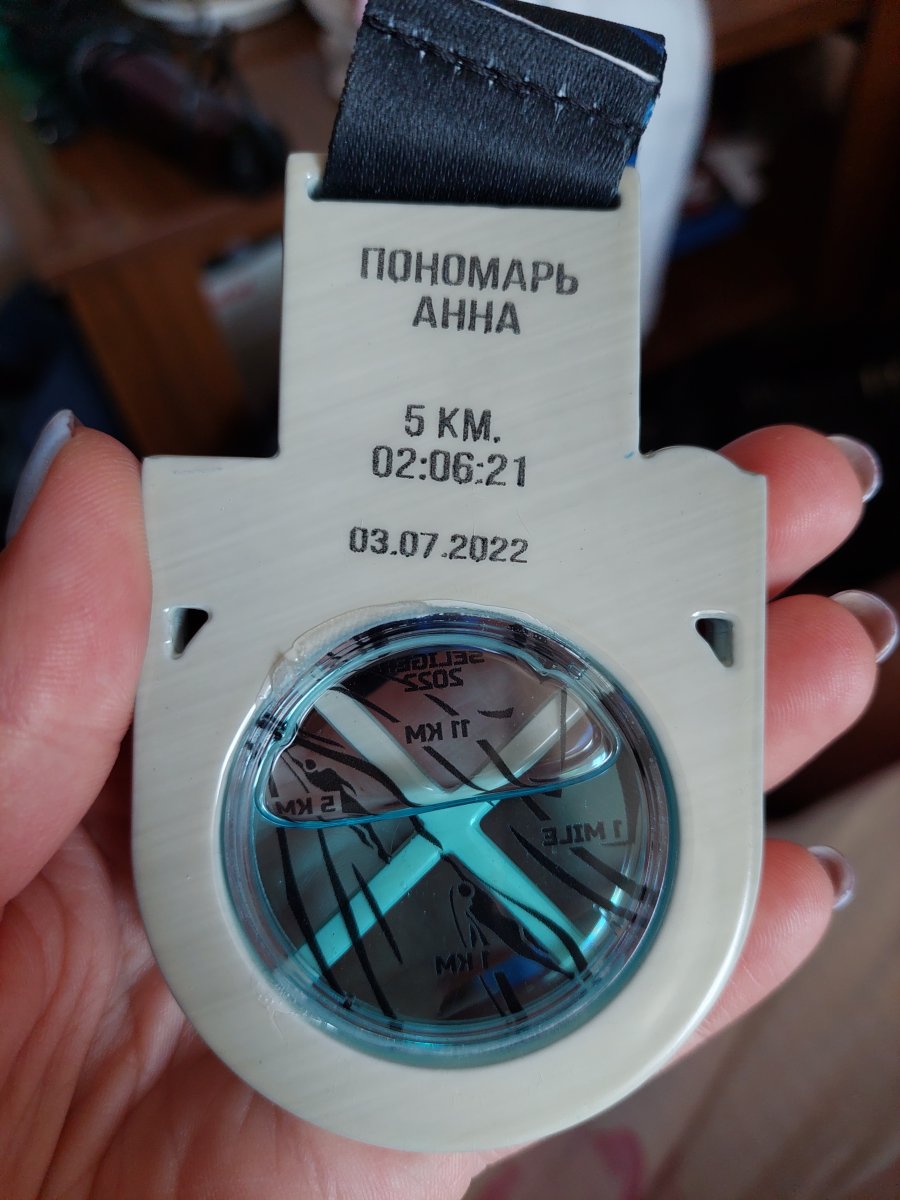 ПОНОМАРЬ
АННА
5 КМ.
02:06:21
03.07.2022
SELIGER
2022
11 KM
5 KM
1 MILE
1 KM